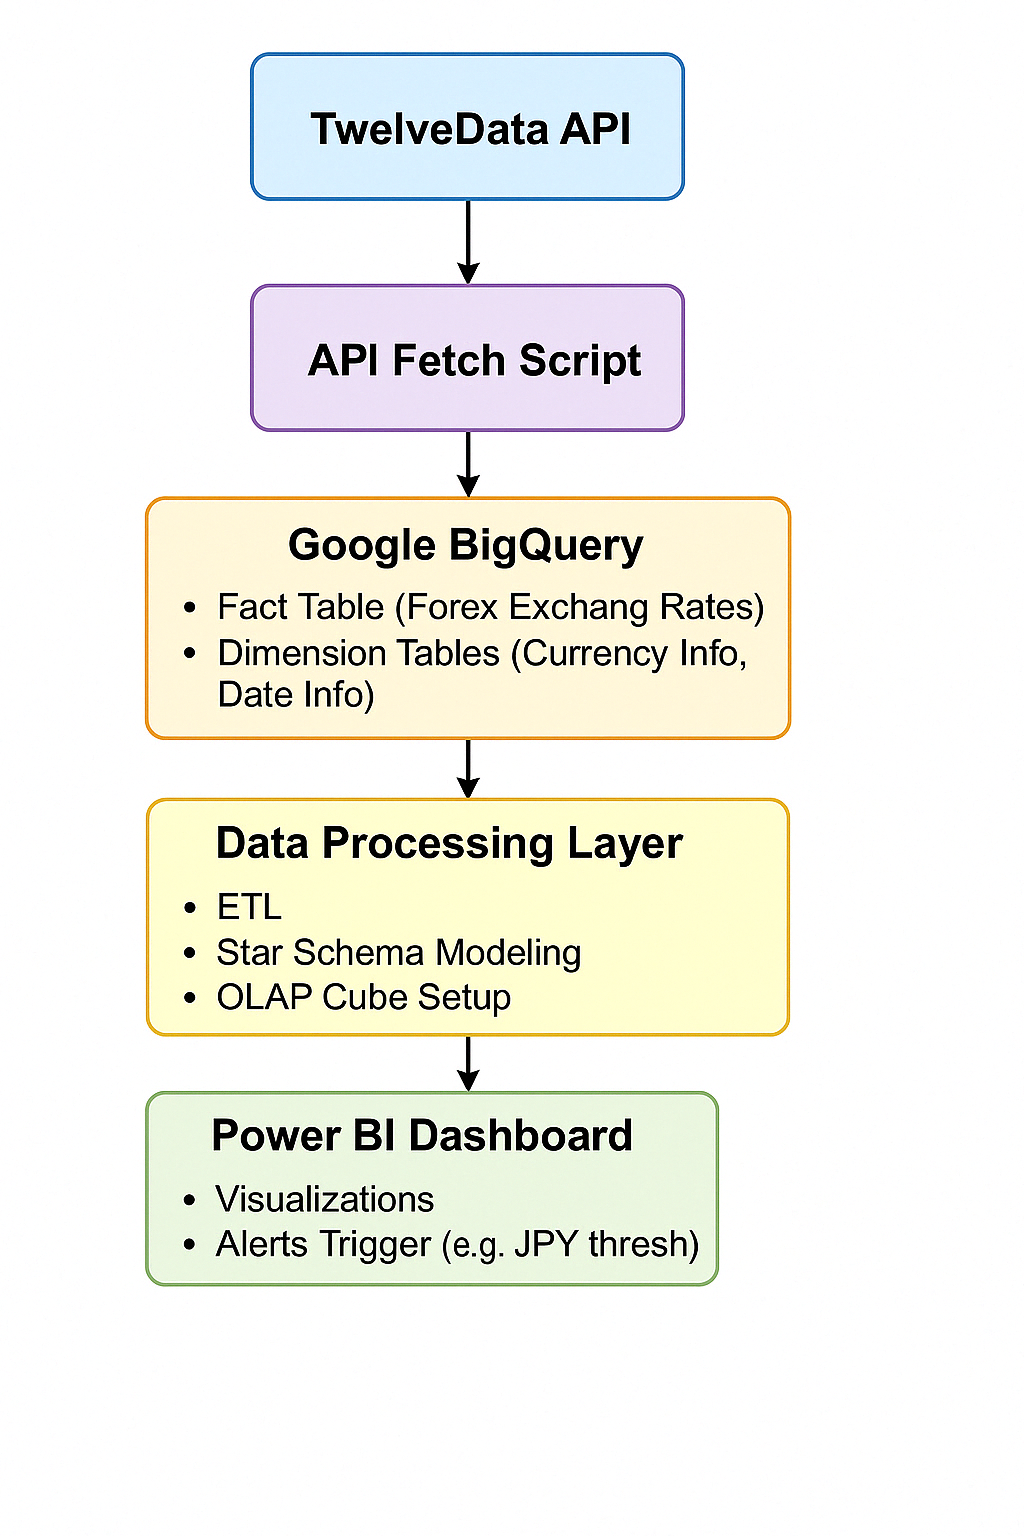 TwelveData API
API Fetch Script
Google BigQuery
• Fact Table (Forex Exchang Rates)
• Dimension Tables (Currency Info,
Date Info)
Data Processing Layer
• ETL
• Star Schema Modeling
• OLAP Cube Setup
Power BI Dashboard
• Visualizations
• Alerts Trigger (e.g. JPY thresh)